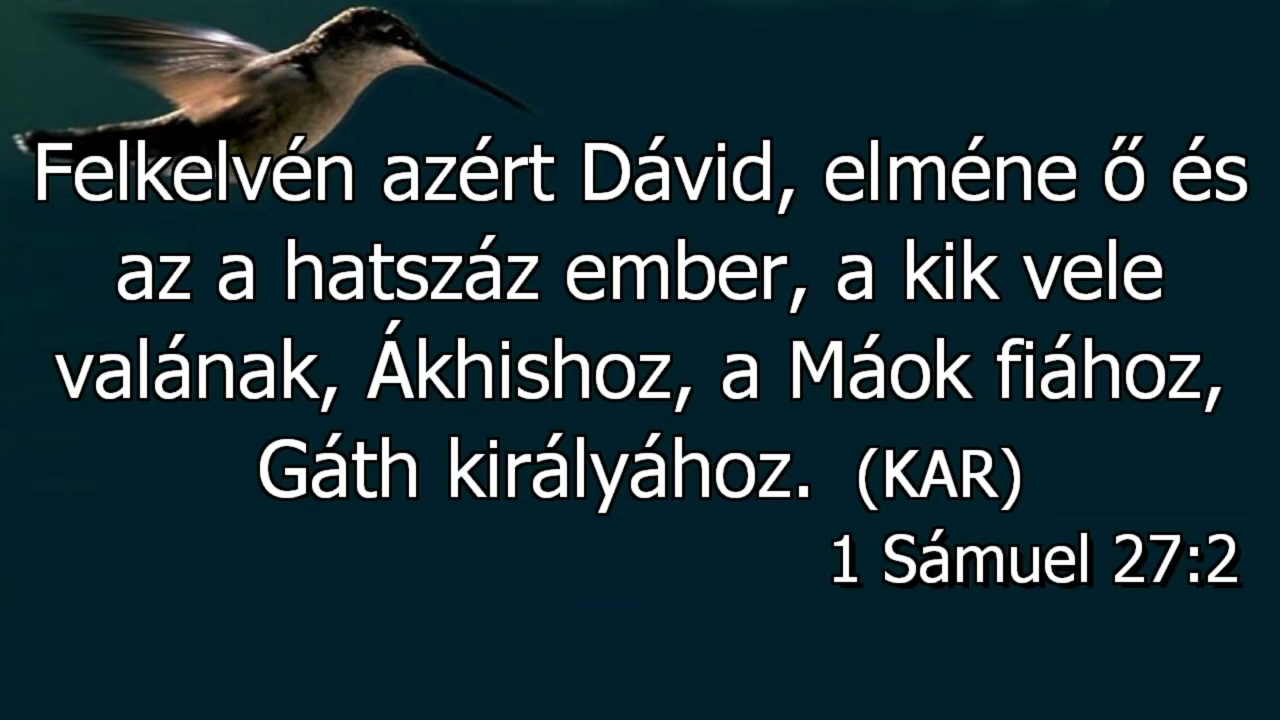 Felkelvén azért Dávid, elméne ő és
az a hatszáz ember, a kik vele
valának, Ákhishoz, a Máok fiához,
Gáth királyához. (KAR)
1 Sámuel 27:2